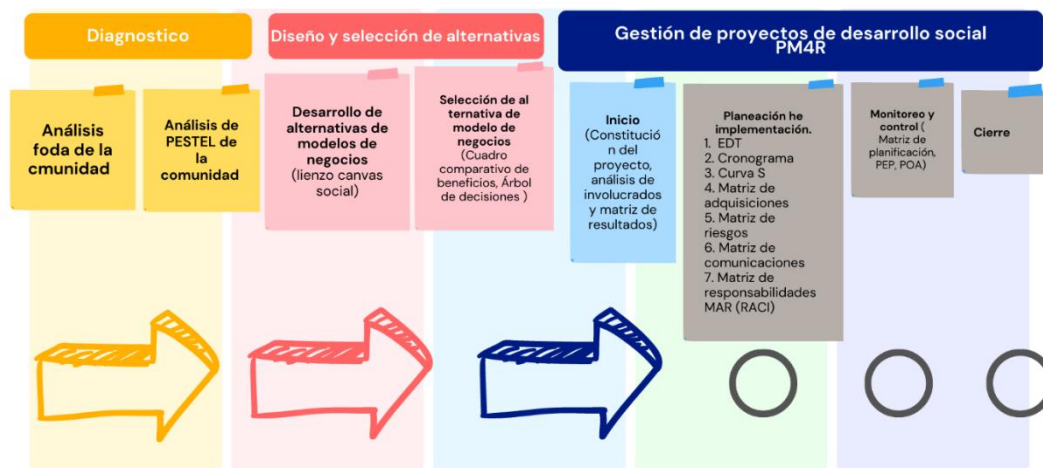 Diagnostico
Diseño y selección de alternativas
Gestión de proyectos de desarrollo social
PM4R
Análisis
foda de la
cmunidad
Análisis de
PESTEL de
la
comunidad
Desarrollo de
alternativas de
modelos de
negocios
(lienzo canvas
social)
Selección de al
ternativa de
modelo de
negocios
(Cuadro
comparativo de
beneficios, Árbol
de decisiones )
Inicio
(Constitució
n del
proyecto,
análisis de
involucrados
y matriz de
resultados)
Planeación he
implementación.
1. EDT
2. Cronograma
3. Curva S
4. Matriz de
adquisiciones
5. Matriz de
riesgos
6. Matriz de
comunicaciones
7. Matriz de
responsabilidades
MAR (RACI)
Monitoreo y
control (
Matriz de
planificación,
PEP, POA)
Cierre